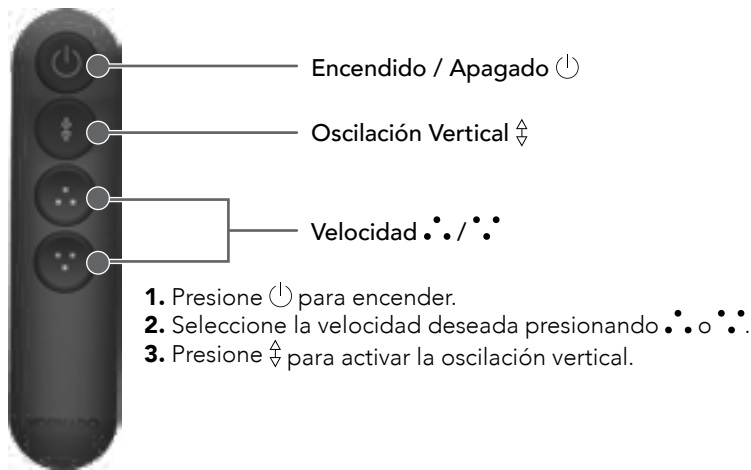 Encendido / Apagado ⏻
Oscilación Vertical ⇳
Velocidad ⛬ / ∵
1. Presione ⏻ para encender.
2. Seleccione la velocidad deseada presionando ⛬ o ∵.
3. Presione ⇳ para activar la oscilación vertical.